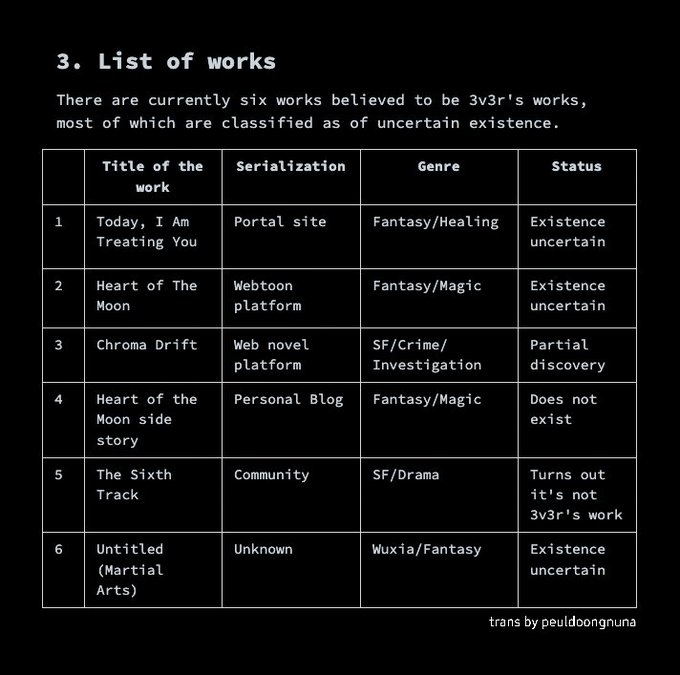 3. List of works
There are currently six works believed to be 3v3r's works,
most of which are classified as of uncertain existence.
Title of the work | Serialization | Genre | Status
1 | Today, I Am Treating You | Portal site | Fantasy/Healing | Existence uncertain
2 | Heart of The Moon | Webtoon platform | Fantasy/Magic | Existence uncertain
3 | Chroma Drift | Web novel platform | SF/Crime/Investigation | Partial discovery
4 | Heart of the Moon side story | Personal Blog | Fantasy/Magic | Does not exist
5 | The Sixth Track | Community | SF/Drama | Turns out it's not 3v3r's work
6 | Untitled (Martial Arts) | Unknown | Wuxia/Fantasy | Existence uncertain
trans by peuldoongnuna